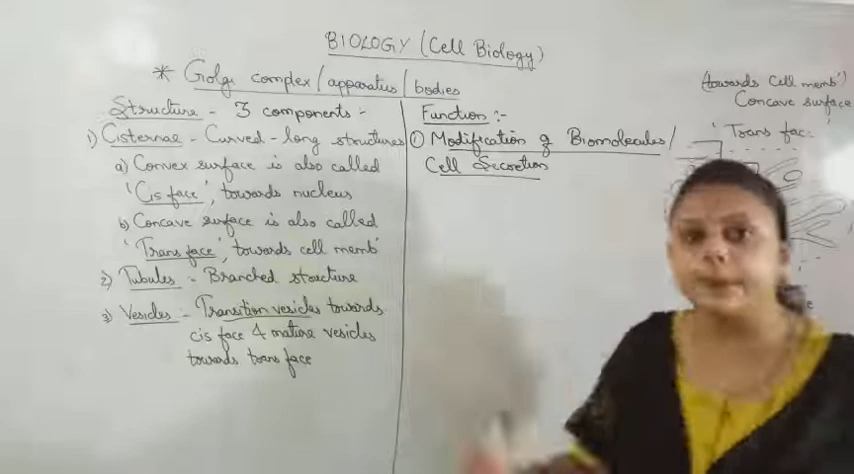 BIOLOGY (Cell Biology)
* Golgi complex/apparatus/bodies
Structure - 3 components :-
1) Cisternae - Curved - long structures
a) Convex surface is also called
'Cis face', towards nucleus
b) Concave surface is also called
'Trans face', towards cell memb'
2) Tubules - Branched structure
3) Vesicles - Transition vesicles towards
cis face & mature vesicles
towards trans face
Function :-
① Modification of Biomolecules/
Cell Secretion
(towards Cell memb')
Concave surface
'Trans fac